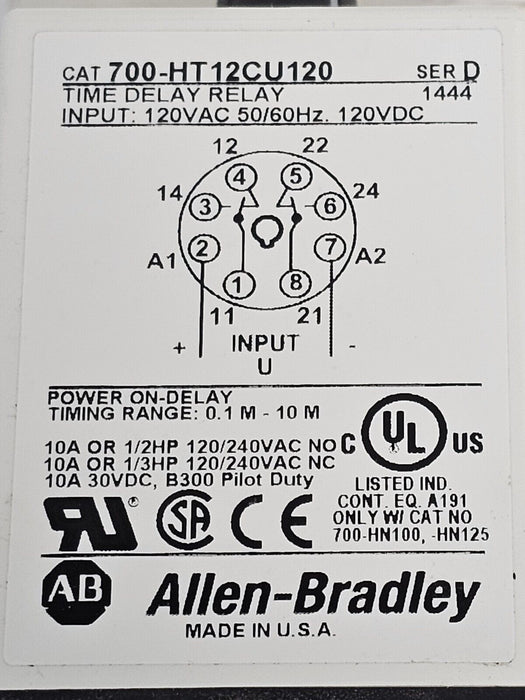 CAT 700-HT12CU120 SER D
TIME DELAY RELAY 1444
INPUT: 120VAC 50/60Hz. 120VDC
12 22
4 5
14 3 6 24
A1 2 7 A2
1 8
11 21
+ INPUT -
U
POWER ON-DELAY
TIMING RANGE: 0.1 M - 10 M
10A OR 1/2HP 120/240VAC NO
10A OR 1/3HP 120/240VAC NC
10A 30VDC, B300 Pilot Duty
C UL US
LISTED IND.
CONT. EQ. A191
ONLY W/ CAT NO
700-HN100, -HN125
RU ® SA CE
AB Allen-Bradley
MADE IN U.S.A.